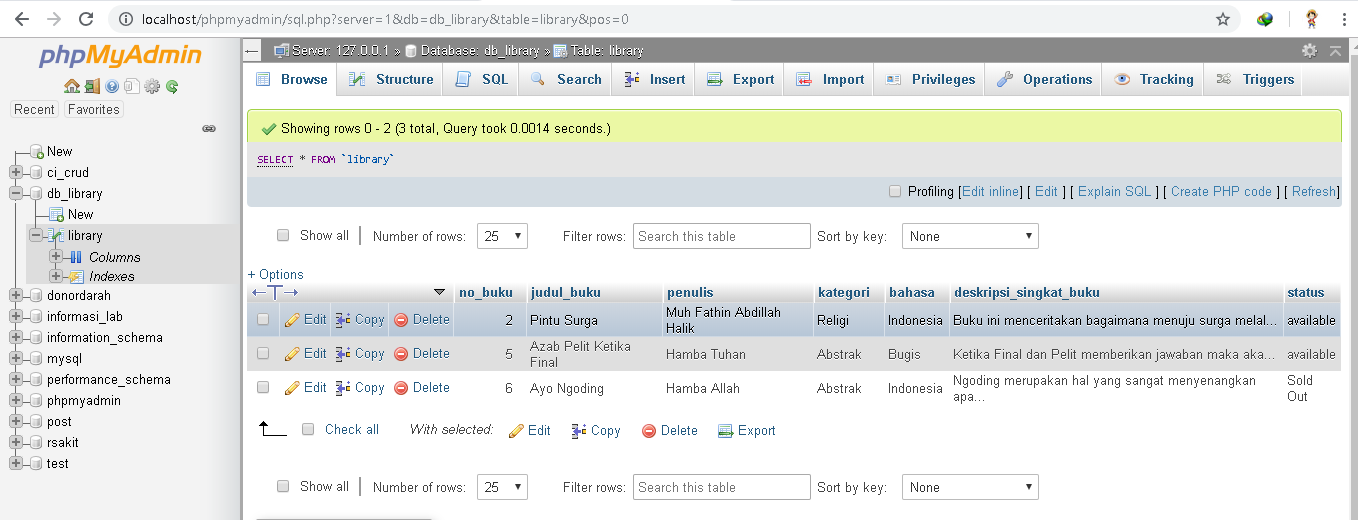 localhost/phpmyadmin/sql.php?server=1&db=db_library&table=library&pos=0
phpMyAdmin
Recent Favorites
New
ci_crud
db_library
New
library
Columns
Indexes
donordarah
informasi_lab
information_schema
mysql
performance_schema
phpmyadmin
post
rsakit
test
Server: 127.0.0.1 » Database: db_library » Table: library
Browse Structure SQL Search Insert Export Import Privileges Operations Tracking Triggers
Showing rows 0 - 2 (3 total, Query took 0.0014 seconds.)
SELECT * FROM `library`
Profiling [Edit inline] [ Edit ] [ Explain SQL ] [ Create PHP code ] [ Refresh]
Show all | Number of rows: 25 Filter rows: Search this table Sort by key: None
+ Options
←T→ no_buku judul_buku penulis kategori bahasa deskripsi_singkat_buku status
Edit Copy Delete 2 Pintu Surga Muh Fathin Abdillah Halik Religi Indonesia Buku ini menceritakan bagaimana menuju surga melal... available
Edit Copy Delete 5 Azab Pelit Ketika Final Hamba Tuhan Abstrak Bugis Ketika Final dan Pelit memberikan jawaban maka aka... available
Edit Copy Delete 6 Ayo Ngoding Hamba Allah Abstrak Indonesia Ngoding merupakan hal yang sangat menyenangkan apa... Sold Out
Check all With selected: Edit Copy Delete Export
Show all | Number of rows: 25 Filter rows: Search this table Sort by key: None